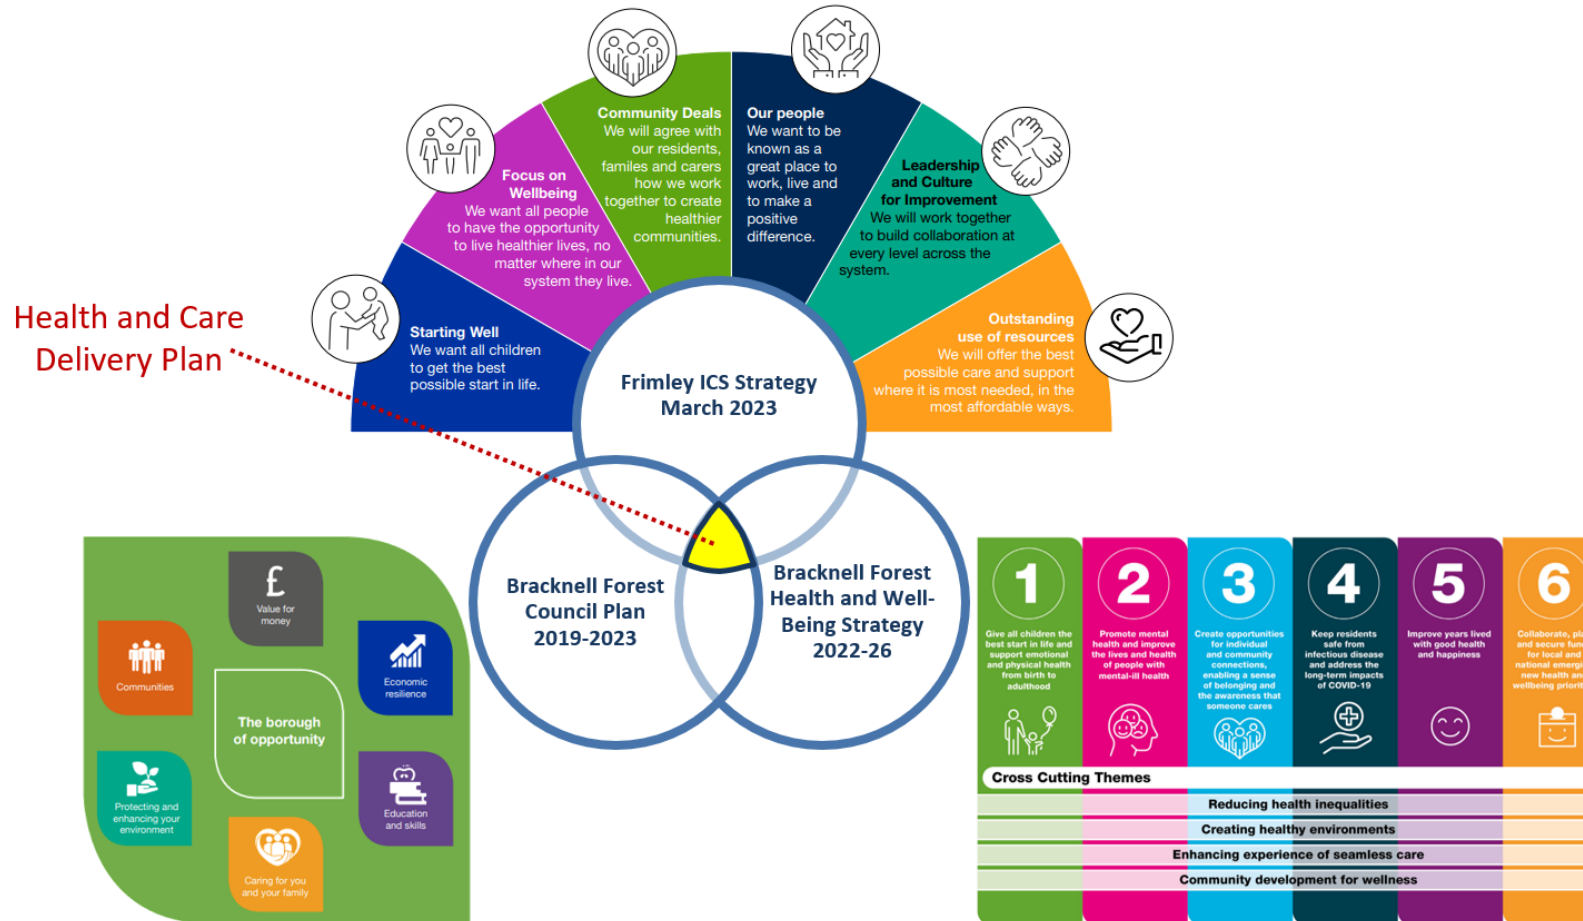 Community Deals
We will agree with
our residents,
familes and carers
how we work
together to create
healthier
communities.
Our people
We want to be
known as a
great place to
work, live and
to make a
positive
difference.
Focus on
Wellbeing
We want all people
to have the opportunity
to live healthier lives, no
matter where in our
system they live.
Leadership
and Culture
for Improvement
We will work together
to build collaboration at
every level across the
system.
Starting Well
We want all children
to get the best
possible start in life.
Outstanding
use of resources
We will offer the best
possible care and support
where it is most needed, in the
most affordable ways.
Health and Care
Delivery Plan
Frimley ICS Strategy
March 2023
Bracknell Forest
Council Plan
2019-2023
Bracknell Forest
Health and Well-
Being Strategy
2022-26
£
Value for
money
Communities
Economic
resilience
The borough
of opportunity
Protecting and
enhancing your
environment
Education
and skills
Caring for you
and your family
1
Give all children the
best start in life and
support emotional
and physical health
from birth to
adulthood
2
Promote mental
health and improve
the lives and health
of people with
mental-ill health
3
Create opportunities
for individual
and community
connections,
enabling a sense
of belonging and
the awareness that
someone cares
4
Keep residents
safe from
infectious disease
and address the
long-term impacts
of COVID-19
5
Improve years lived
with good health
and happiness
6
Collaborate,
and secure
for local and
national
new health
wellbeing
Cross Cutting Themes
Reducing health inequalities
Creating healthy environments
Enhancing experience of seamless care
Community development for wellness